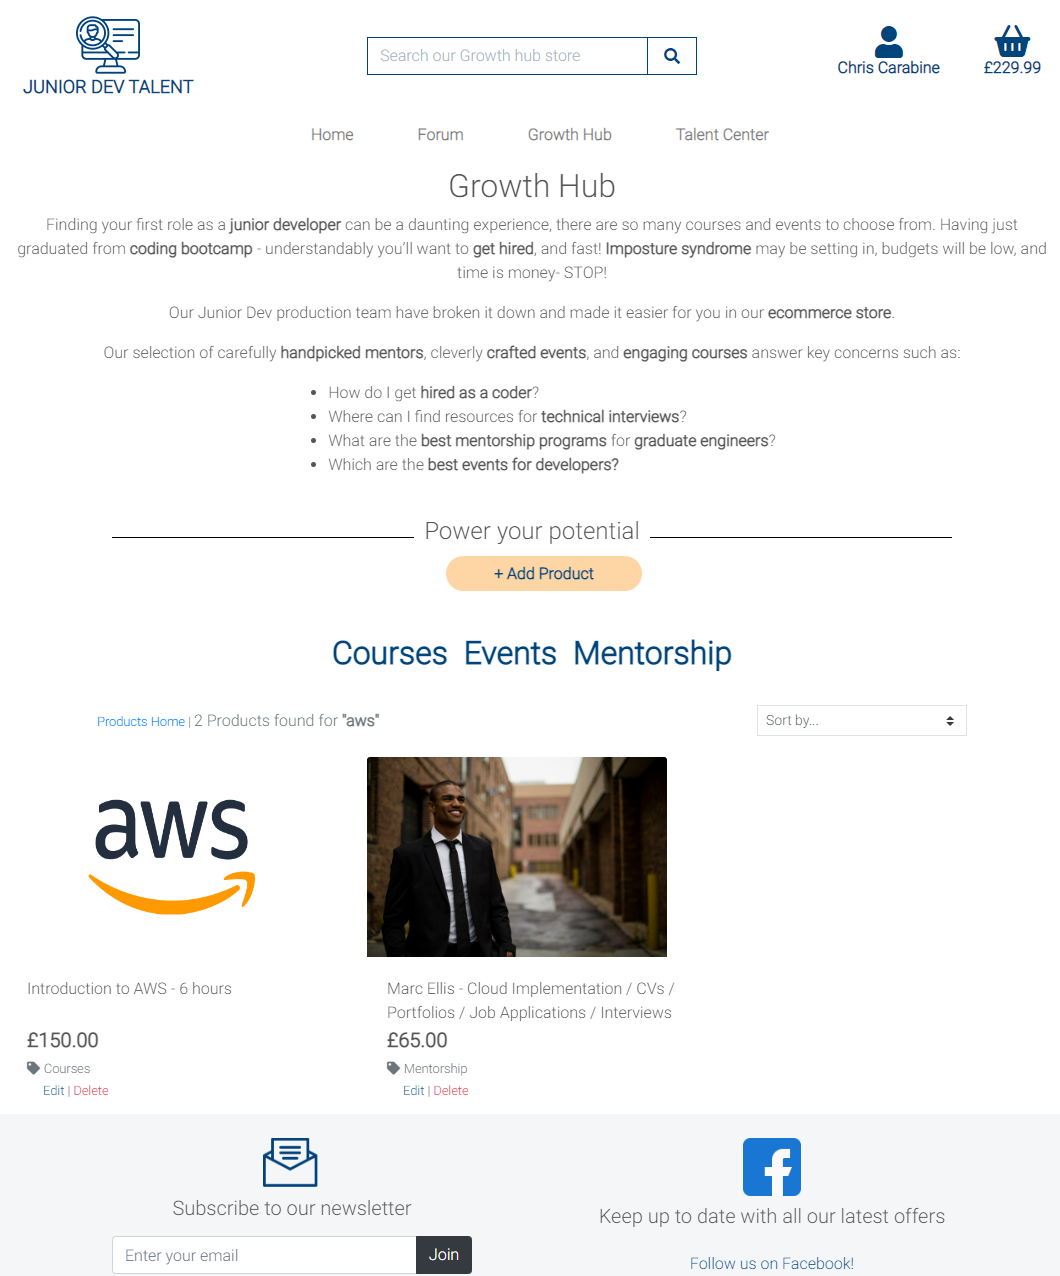 JUNIOR DEV TALENT
Search our Growth hub store
Chris Carabine
£229.99
Home Forum Growth Hub Talent Center
Growth Hub
Finding your first role as a junior developer can be a daunting experience, there are so many courses and events to choose from. Having just
graduated from coding bootcamp - understandably you'll want to get hired, and fast! Imposture syndrome may be setting in, budgets will be low, and
time is money- STOP!
Our Junior Dev production team have broken it down and made it easier for you in our ecommerce store.
Our selection of carefully handpicked mentors, cleverly crafted events, and engaging courses answer key concerns such as:
• How do I get hired as a coder?
• Where can I find resources for technical interviews?
• What are the best mentorship programs for graduate engineers?
• Which are the best events for developers?
Power your potential
+ Add Product
Courses Events Mentorship
Products Home | 2 Products found for "aws"
Sort by...
aws
Introduction to AWS - 6 hours
£150.00
Courses
Edit | Delete
Marc Ellis - Cloud Implementation / CVs /
Portfolios / Job Applications / Interviews
£65.00
Mentorship
Edit | Delete
Subscribe to our newsletter
Enter your email Join
Keep up to date with all our latest offers
Follow us on Facebook!